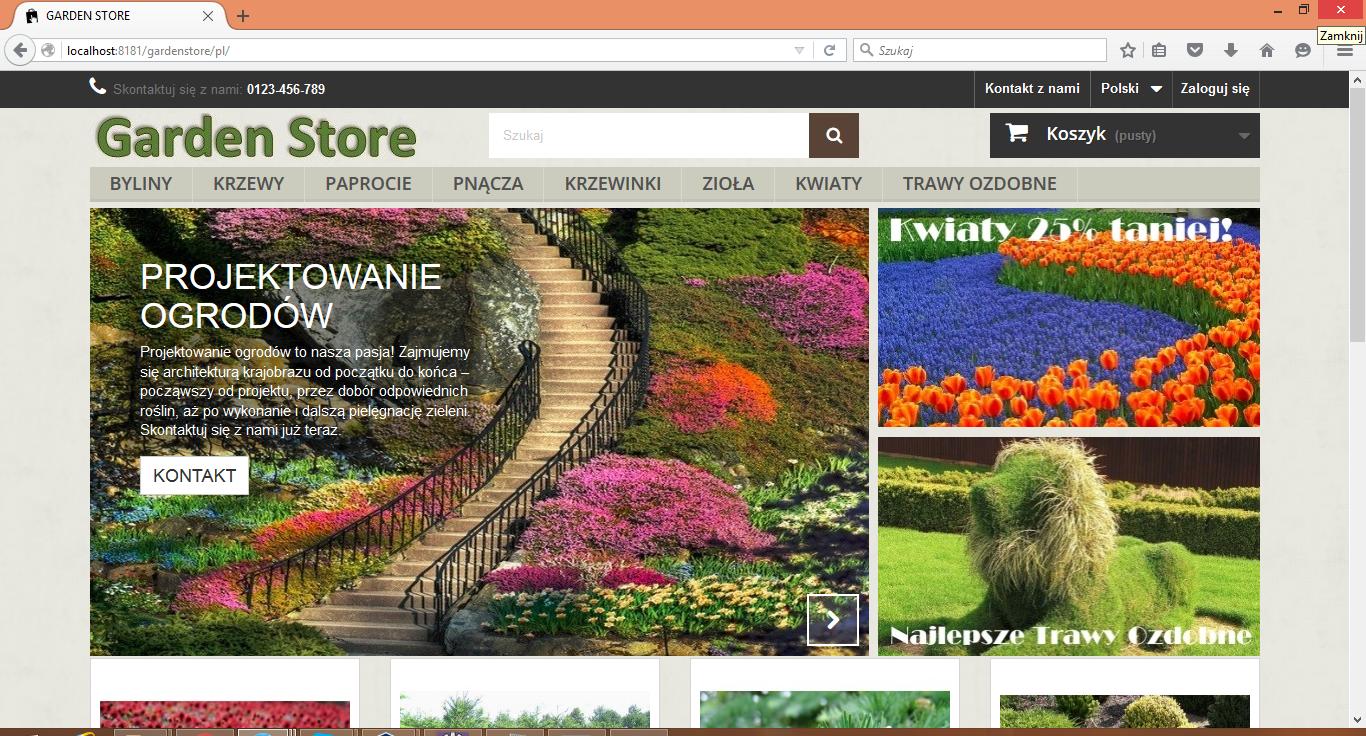 GARDEN STORE
Zamknij
localhost:8181/gardenstore/pl/
Szukaj
Skontaktuj się z nami: 0123-456-789
Kontakt z nami
Polski
Zaloguj się
Garden Store
Szukaj
Koszyk (pusty)
BYLINY KRZEWY PAPROCIE PNĄCZA KRZEWINKI ZIOŁA KWIATY TRAWY OZDOBNE
PROJEKTOWANIE
OGRODÓW
Projektowanie ogrodów to nasza pasja! Zajmujemy
się architekturą krajobrazu od początku do końca –
począwszy od projektu, przez dobór odpowiednich
roślin, aż po wykonanie i dalszą pielęgnację zieleni.
Skontaktuj się z nami już teraz.
KONTAKT
Kwiaty 25% taniej!
Najlepsze Trawy Ozdobne